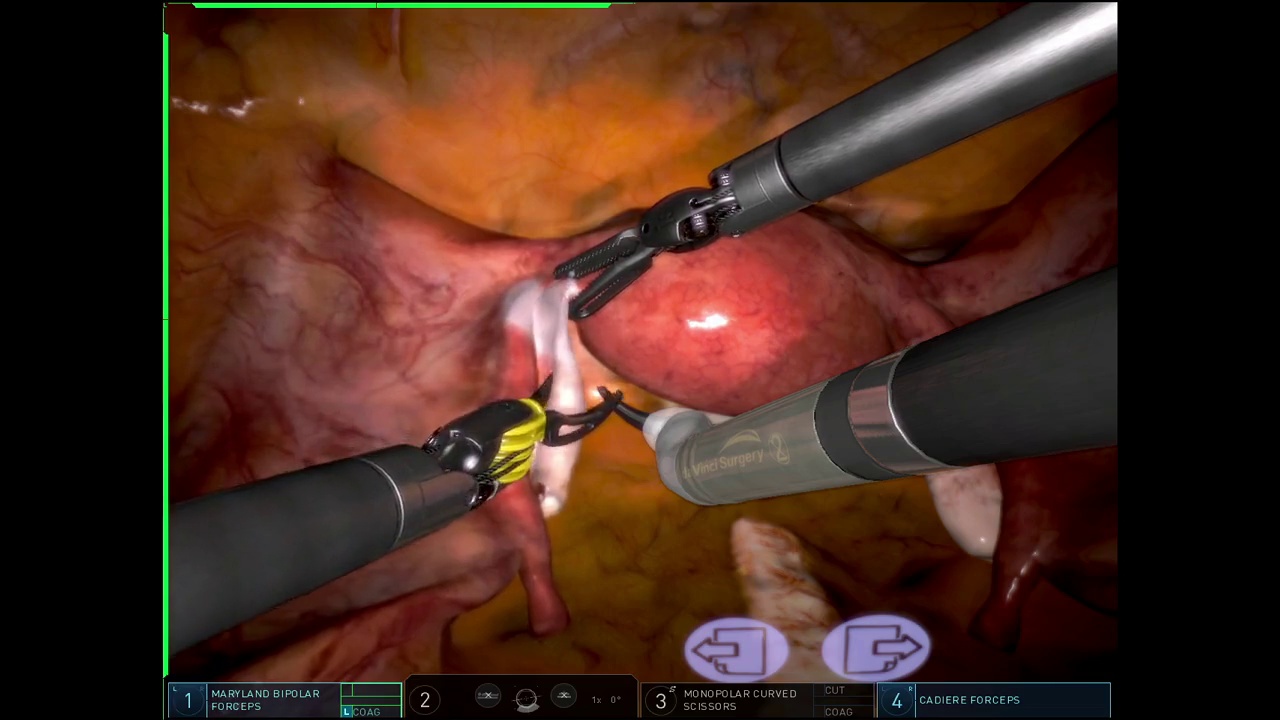 da Vinci Surgery
1
MARYLAND BIPOLAR
FORCEPS
L COAG
2
1x 0°
3
MONOPOLAR CURVED
SCISSORS
CUT
COAG
4
CADIERE FORCEPS